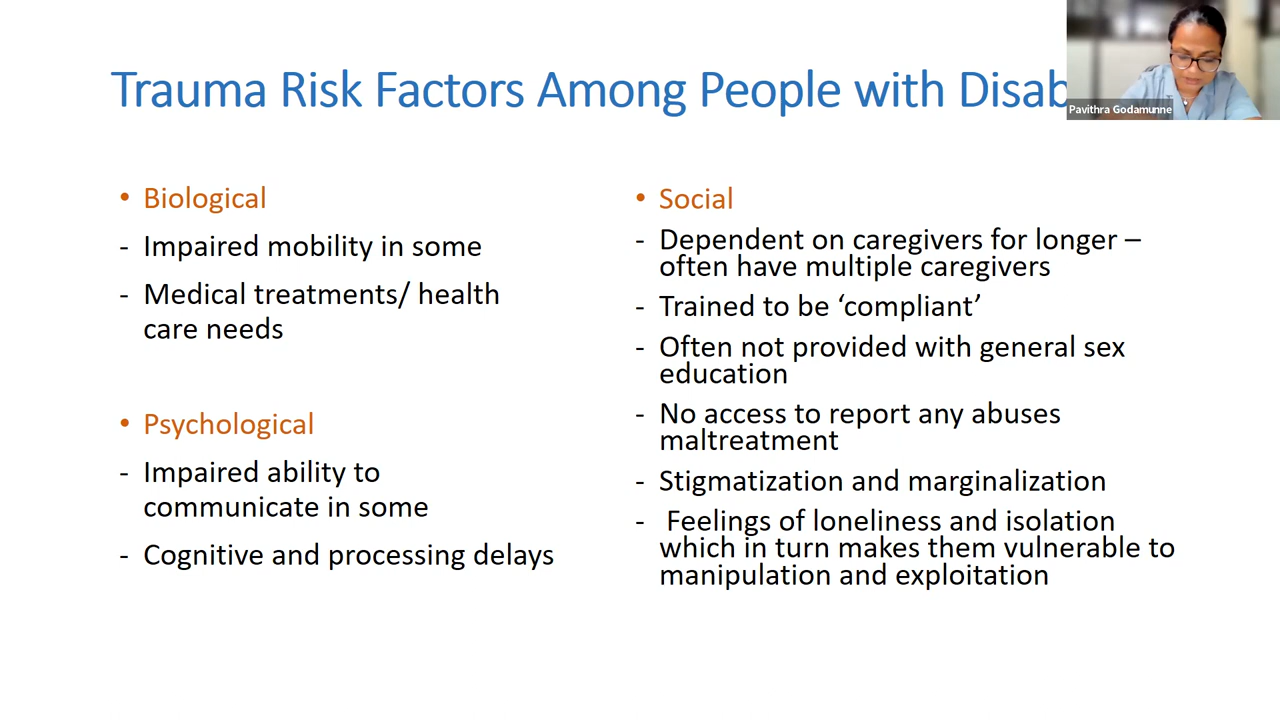 Trauma Risk Factors Among People with Disab
Pavithra Godamunne
• Biological
- Impaired mobility in some
- Medical treatments/ health
care needs
• Psychological
- Impaired ability to
communicate in some
- Cognitive and processing delays
• Social
- Dependent on caregivers for longer –
often have multiple caregivers
- Trained to be ‘compliant’
- Often not provided with general sex
education
- No access to report any abuses
maltreatment
- Stigmatization and marginalization
- Feelings of loneliness and isolation
which in turn makes them vulnerable to
manipulation and exploitation